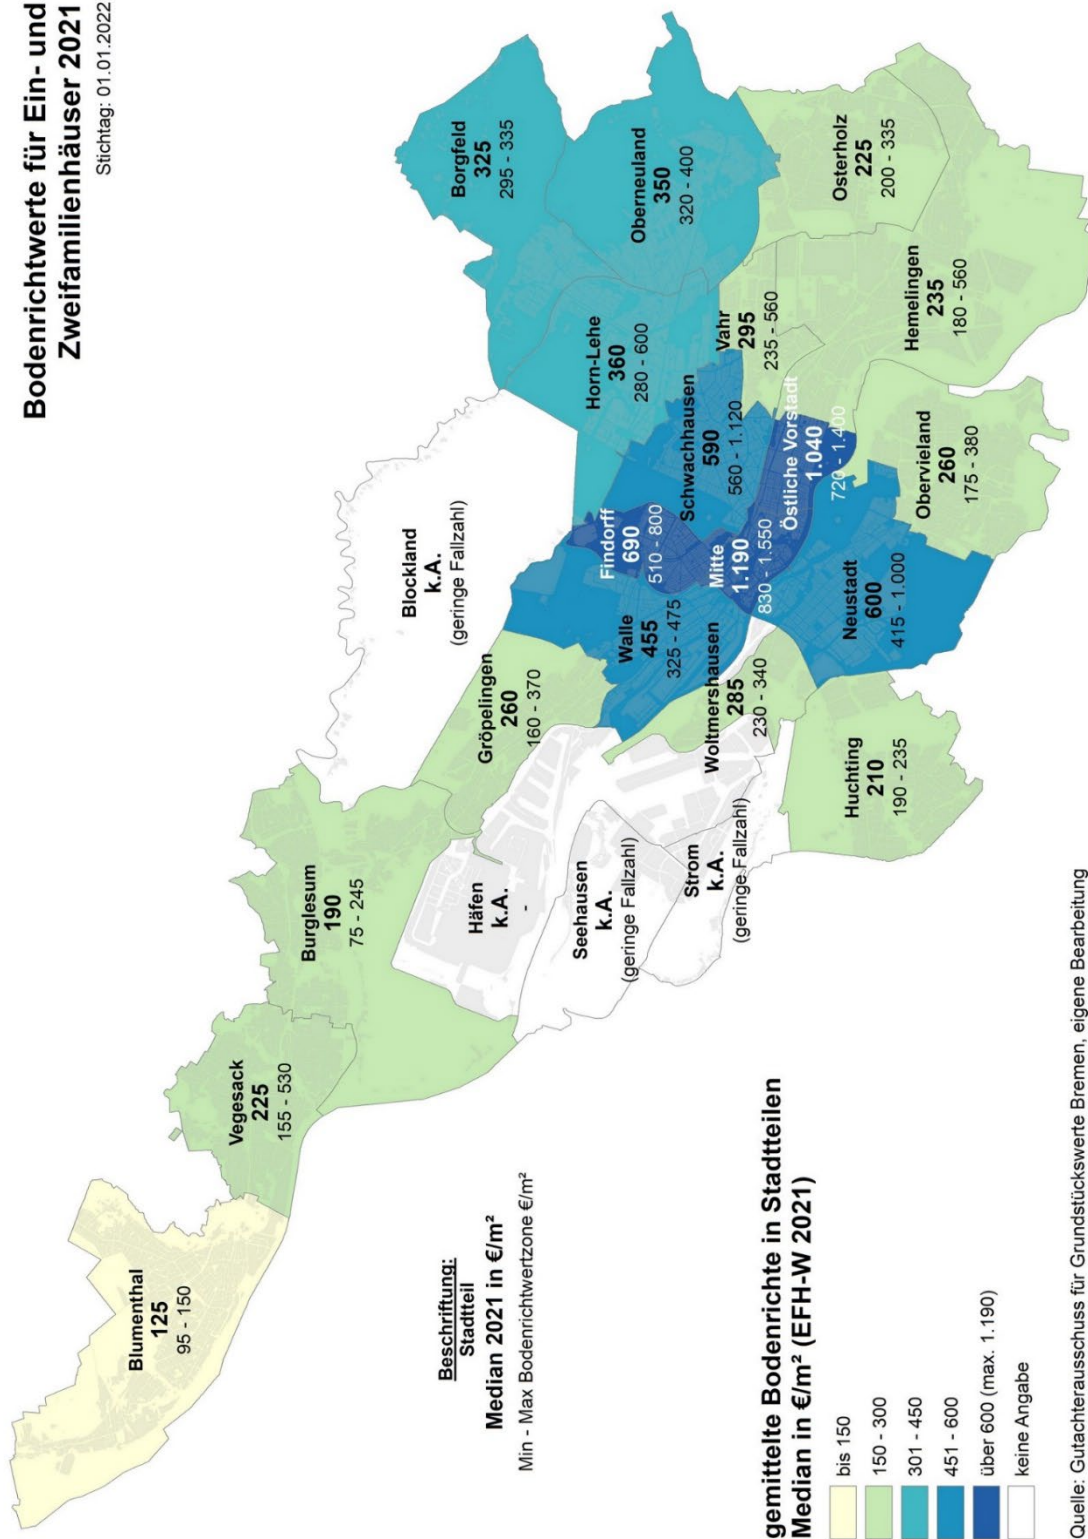 Bodenrichtwerte für Ein- und
Zweifamilienhäuser 2021
Stichtag: 01.01.2022
Blumenthal
125
95 - 150
Vegesack
225
155 - 530
Burglesum
190
75 - 245
Blockland
k.A.
(geringe Fallzahl)
Gröpelingen
260
160 - 370
Häfen
k.A.
-
Seehausen
k.A.
(geringe Fallzahl)
Strom
k.A.
(geringe Fallzahl)
Walle
455
325 - 475
Findorff
690
510 - 800
Mitte
1.190
830 - 1.550
Woltmershausen
285
230 - 340
Huchting
210
190 - 235
Neustadt
600
415 - 1.000
Schwachhausen
590
560 - 1.120
Östliche Vorstadt
1.040
720 - 1.400
Horn-Lehe
360
280 - 600
Borgfeld
325
295 - 335
Oberneuland
350
320 - 400
Vahr
295
235 - 560
Osterholz
225
200 - 335
Hemelingen
235
180 - 560
Obervieland
260
175 - 380
Beschriftung:
Stadtteil
Median 2021 in €/m²
Min - Max Bodenrichtwertzone €/m²
gemittelte Bodenrichte in Stadtteilen
Median in €/m² (EFH-W 2021)
bis 150
150 - 300
301 - 450
451 - 600
über 600 (max. 1.190)
keine Angabe
Quelle: Gutachterausschuss für Grundstückswerte Bremen, eigene Bearbeitung